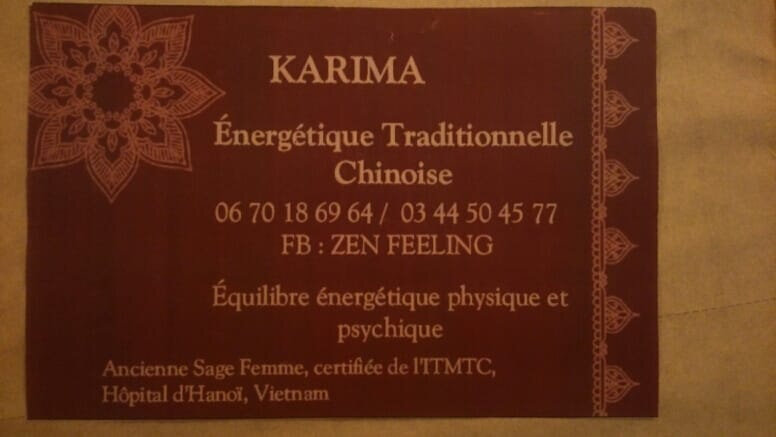 KARIMA
Énergétique Traditionnelle
Chinoise
06 70 18 69 64 / 03 44 50 45 77
FB : ZEN FEELING
Équilibre énergétique physique et
psychique
Ancienne Sage Femme, certifiée de l'ITMTC,
Hôpital d'Hanoï, Vietnam